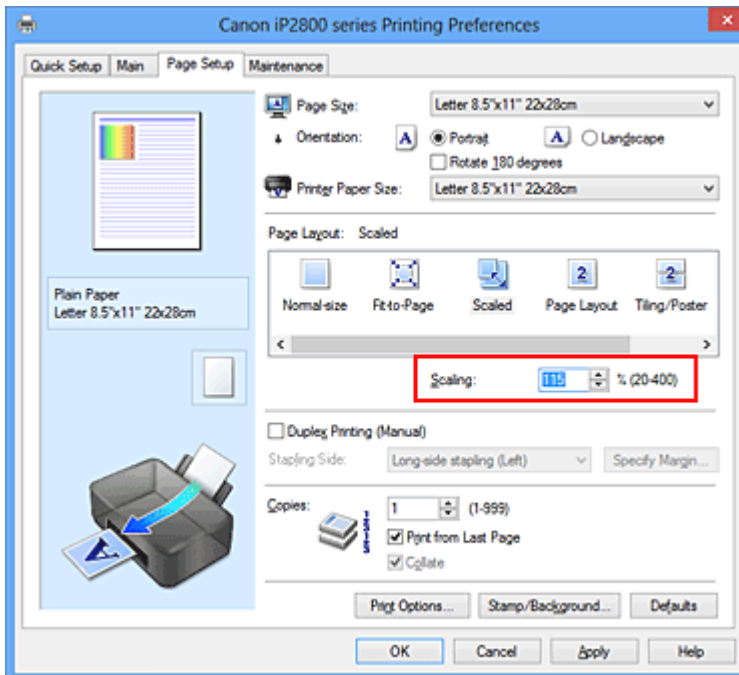 Canon iP2800 series Printing Preferences
Quick Setup Main Page Setup Maintenance
Page Size: Letter 8.5"x11" 22x28cm
Orientation: A Portrait A Landscape
Rotate 180 degrees
Printer Paper Size: Letter 8.5"x11" 22x28cm
Page Layout: Scaled
Normal-size Fit-to-Page Scaled 2 Page Layout 2 Tiling/Poster
Plain Paper
Letter 8.5"x11" 22x28cm
Scaling: 115 % (20-400)
Duplex Printing (Manual)
Stapling Side: Long-side stapling (Left) Specify Margin...
Copies: 1 (1-999)
Print from Last Page
Collate
A
Print Options... Stamp/Background... Defaults
OK Cancel Apply Help